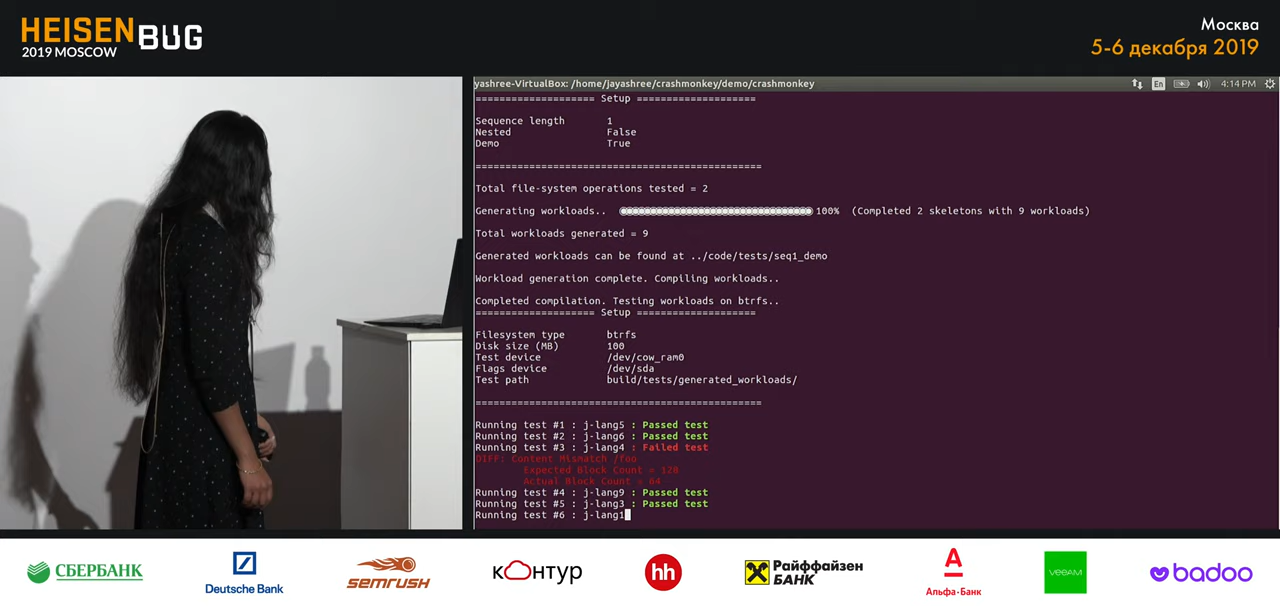 HEISEN
BUG
2019 MOSCOW
Москва
5-6 декабря 2019
yashree-VirtualBox: /home/jayashree/crashmonkey/demo/crashmonkey
En
4:14 PM
==================== Setup ====================
Sequence length 1
Nested False
Demo True
================================================
Total file-system operations tested = 2
Generating workloads.. 100% (Completed 2 skeletons with 9 workloads)
Total workloads generated = 9
Generated workloads can be found at ../code/tests/seq1_demo
Workload generation complete. Compiling workloads..
Completed compilation. Testing workloads on btrfs..
==================== Setup ====================
Filesystem type btrfs
Disk size (MB) 100
Test device /dev/cow_ram0
Flags device /dev/sda
Test path build/tests/generated_workloads/
================================================
Running test #1 : j-lang5 : Passed test
Running test #2 : j-lang6 : Passed test
Running test #3 : j-lang4 : Failed test
DIFF: Content Mismatch /foo
Expected Block Count = 128
Actual Block Count = 64
Running test #4 : j-lang9 : Passed test
Running test #5 : j-lang3 : Passed test
Running test #6 : j-lang1
СБЕРБАНК
Deutsche Bank
semrush
контур
hh
Райффайзен
БАНК
А
Альфа·Банк
veeam
badoo